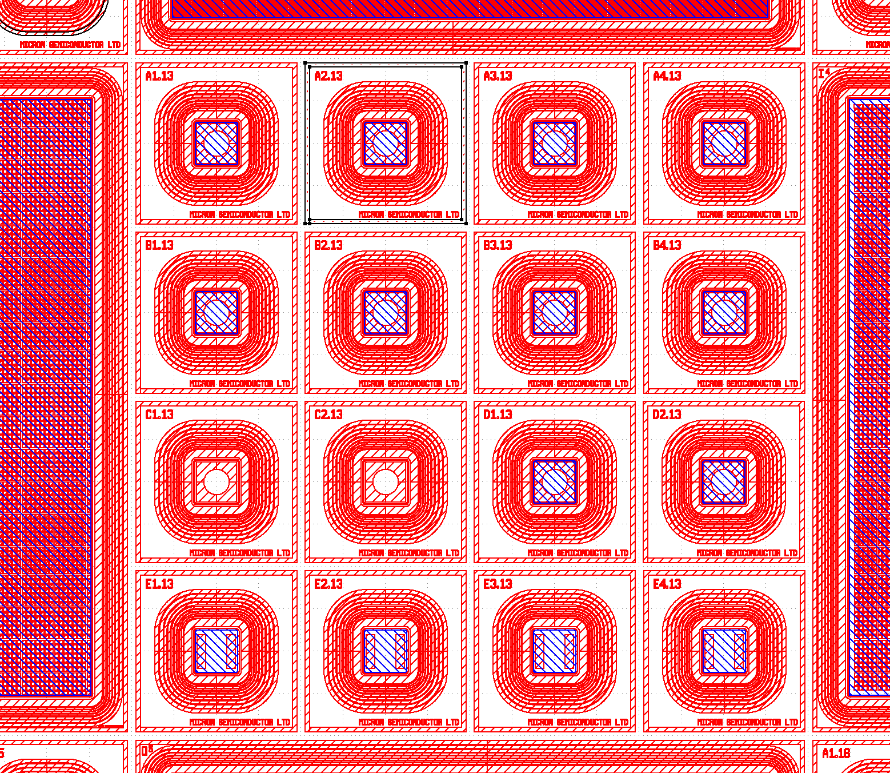 MICRON SEMICONDUCTOR LTD
A1.13
A2.13
A3.13
A4.13
MICRON SEMICONDUCTOR LTD
MICRON SEMICONDUCTOR LTD
MICRON SEMICONDUCTOR LTD
MICRON SEMICONDUCTOR LTD
B1.13
B2.13
B3.13
B4.13
MICRON SEMICONDUCTOR LTD
MICRON SEMICONDUCTOR LTD
MICRON SEMICONDUCTOR LTD
MICRON SEMICONDUCTOR LTD
C1.13
C2.13
D1.13
D2.13
MICRON SEMICONDUCTOR LTD
MICRON SEMICONDUCTOR LTD
MICRON SEMICONDUCTOR LTD
MICRON SEMICONDUCTOR LTD
E1.13
E2.13
E3.13
E4.13
MICRON SEMICONDUCTOR LTD
MICRON SEMICONDUCTOR LTD
MICRON SEMICONDUCTOR LTD
MICRON SEMICONDUCTOR LTD
A1.18